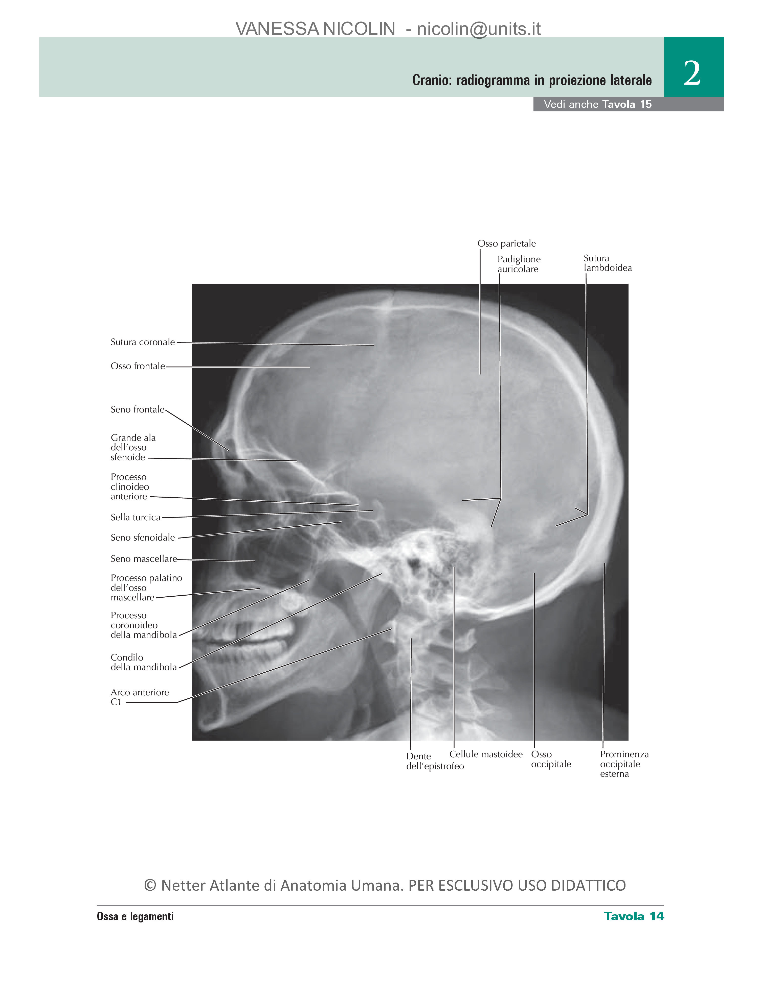 VANESSA NICOLIN - nicolin@units.it
Cranio: radiogramma in proiezione laterale
2
Vedi anche Tavola 15
Osso parietale
Padiglione
auricolare
Sutura
lambdoidea
Sutura coronale
Osso frontale
Seno frontale
Grande ala
dell'osso
sfenoide
Processo
clinoideo
anteriore
Sella turcica
Seno sfenoidale
Seno mascellare
Processo palatino
dell'osso
mascellare
Processo
coronoideo
della mandibola
Condilo
della mandibola
Arco anteriore
C1
Dente
dell'epistrofeo
Cellule mastoidee
Osso
occipitale
Prominenza
occipitale
esterna
© Netter Atlante di Anatomia Umana. PER ESCLUSIVO USO DIDATTICO
Ossa e legamenti
Tavola 14